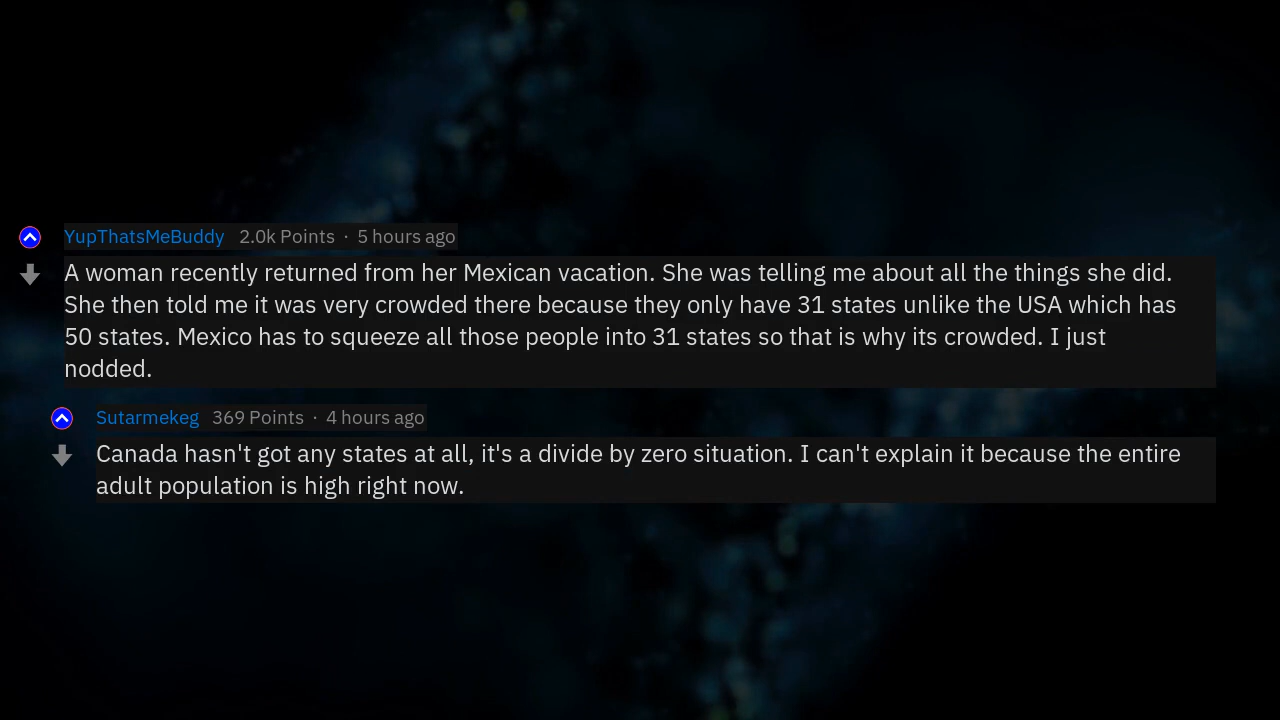 YupThatsMeBuddy 2.0k Points · 5 hours ago
A woman recently returned from her Mexican vacation. She was telling me about all the things she did.
She then told me it was very crowded there because they only have 31 states unlike the USA which has
50 states. Mexico has to squeeze all those people into 31 states so that is why its crowded. I just
nodded.
Sutarmekeg 369 Points · 4 hours ago
Canada hasn't got any states at all, it's a divide by zero situation. I can't explain it because the entire
adult population is high right now.